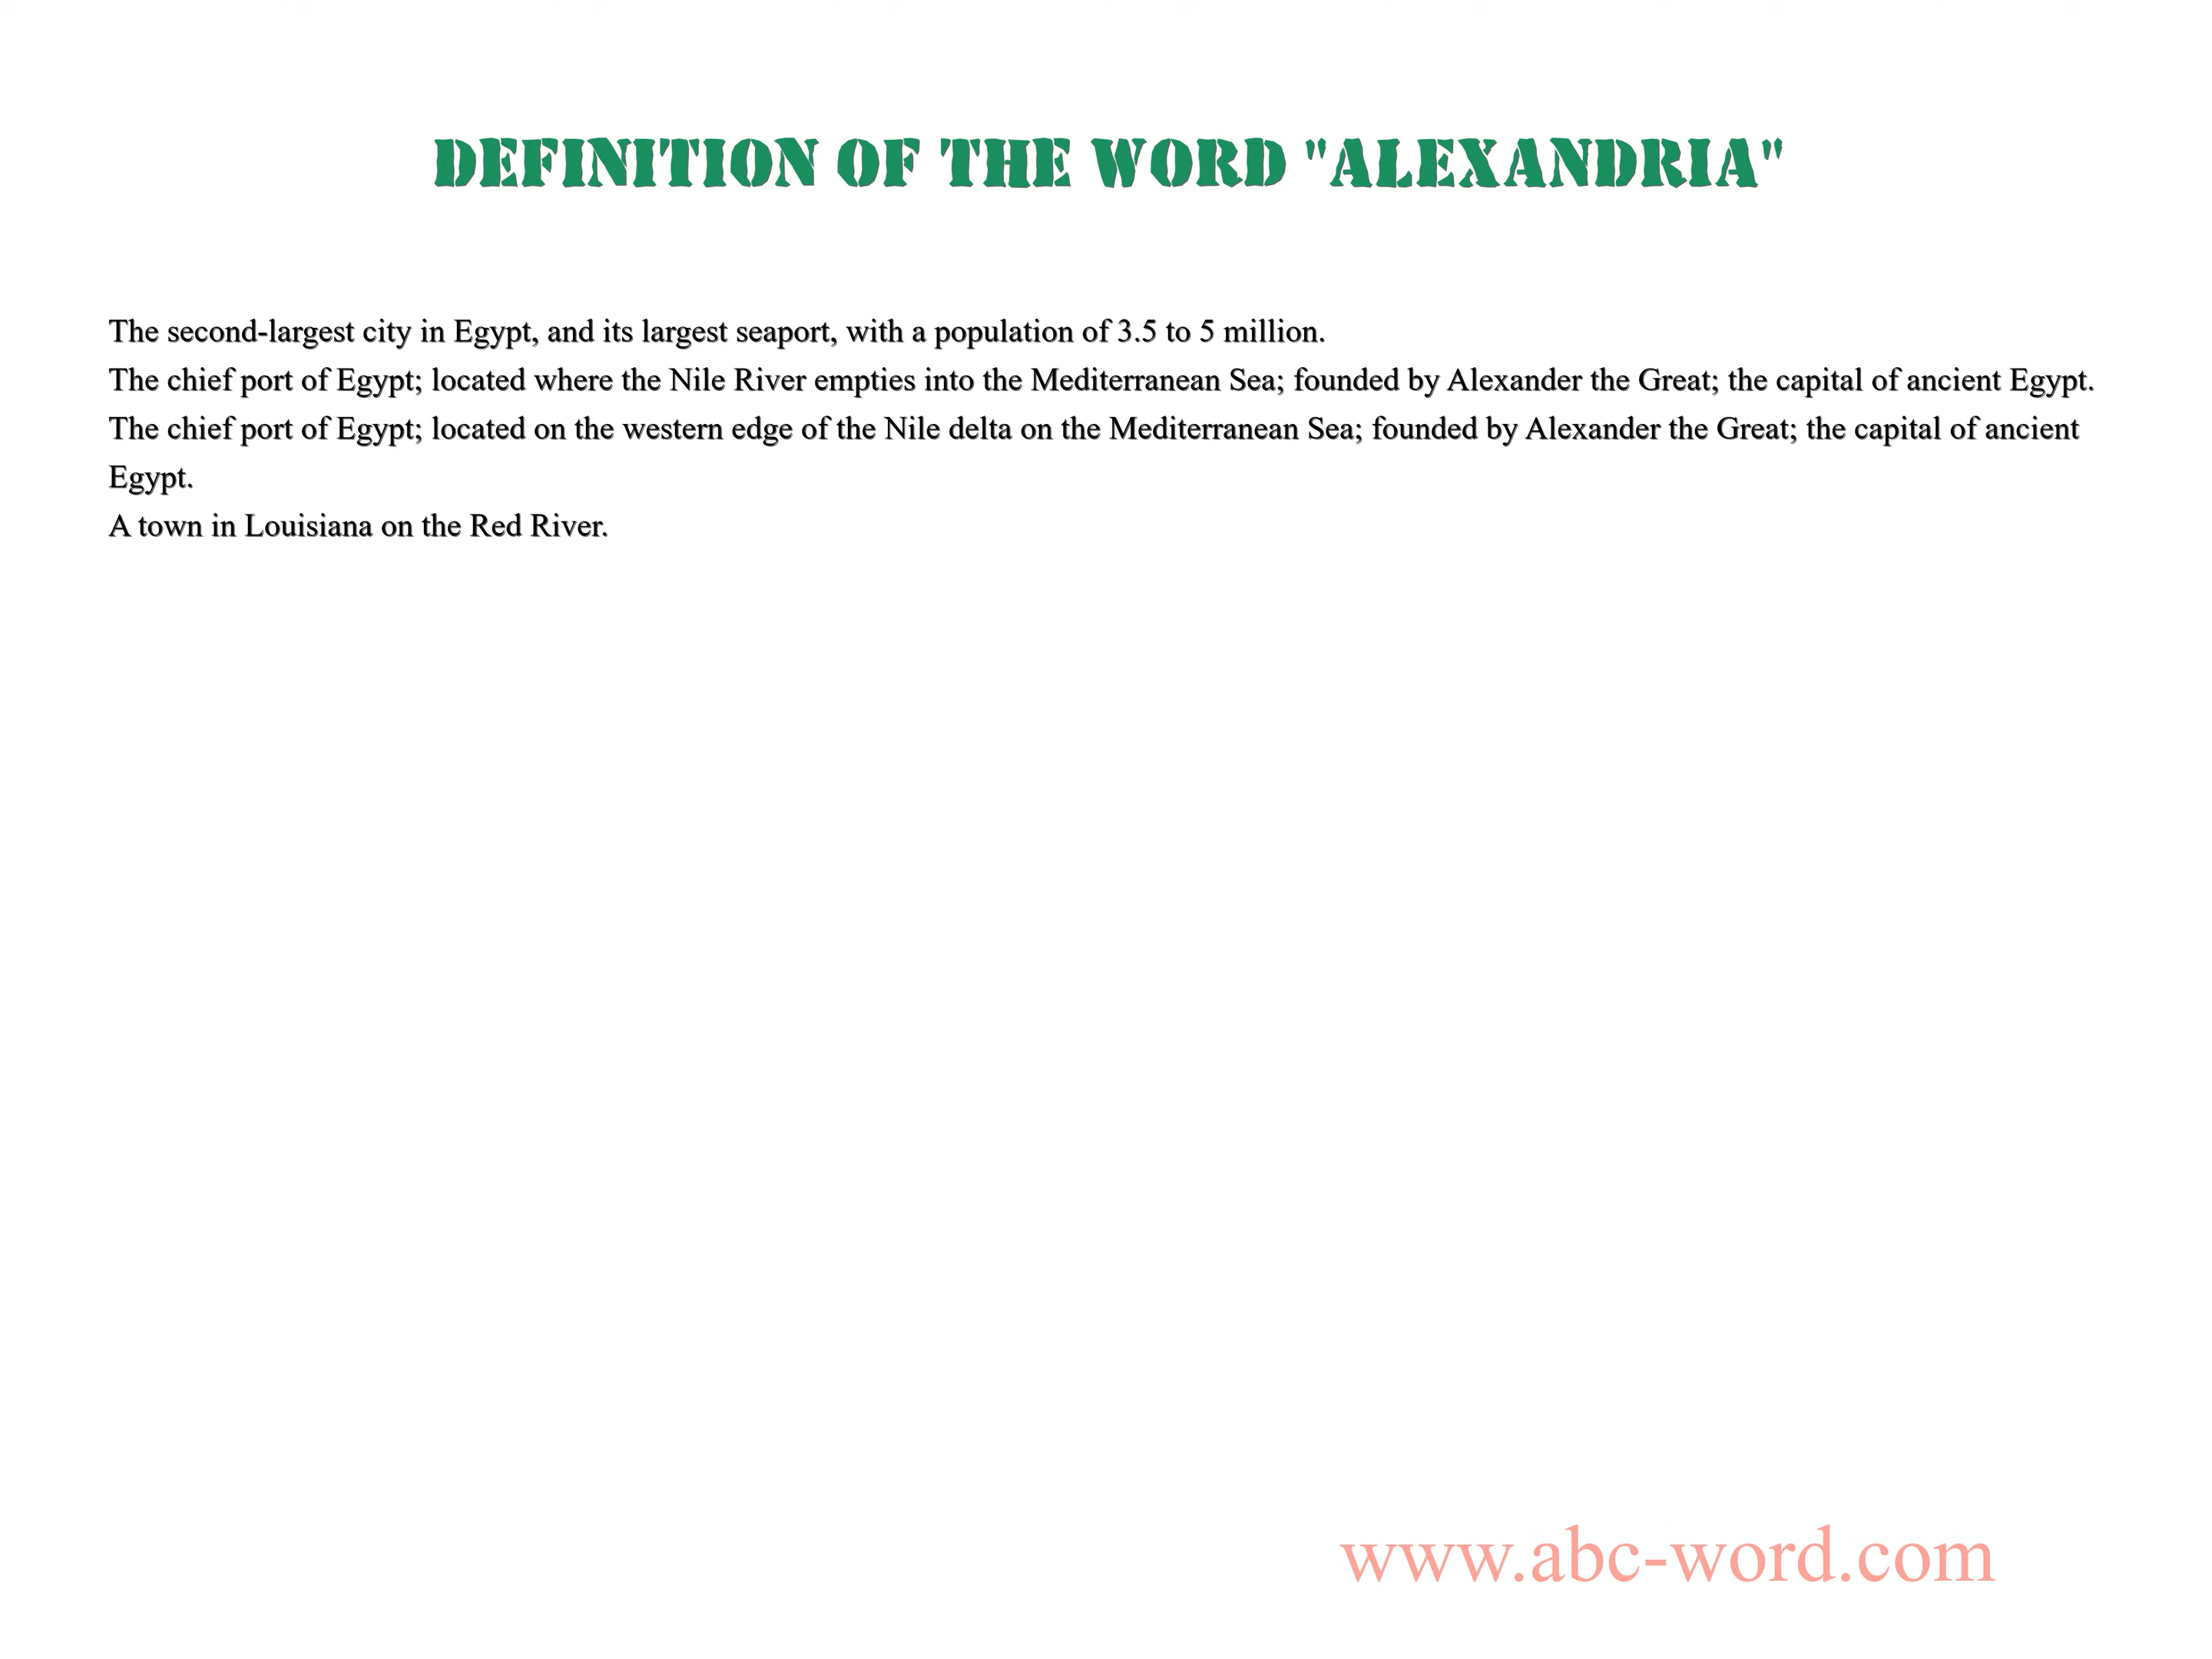 DEFINITION OF THE WORD "ALEXANDRIA"
The second-largest city in Egypt, and its largest seaport, with a population of 3.5 to 5 million.
The chief port of Egypt; located where the Nile River empties into the Mediterranean Sea; founded by Alexander the Great; the capital of ancient Egypt.
The chief port of Egypt; located on the western edge of the Nile delta on the Mediterranean Sea; founded by Alexander the Great; the capital of ancient
Egypt.
A town in Louisiana on the Red River.
www.abc-word.com